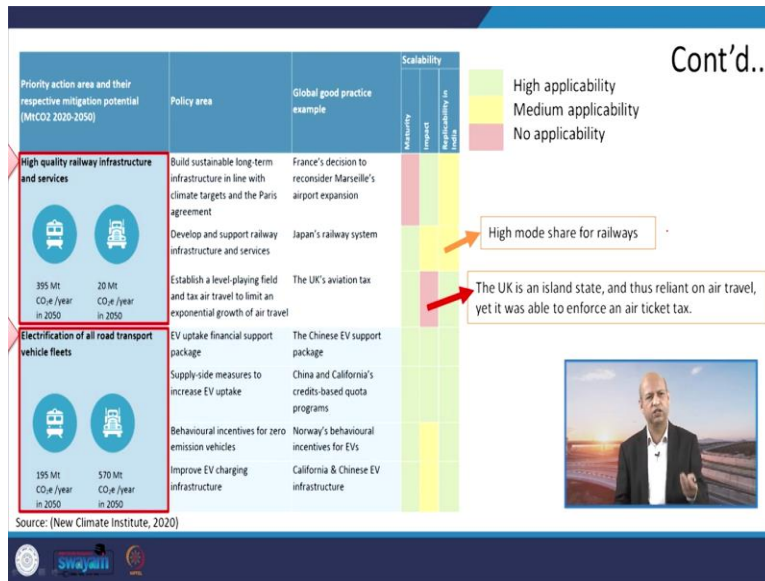 Cont'd..
Scalability
Priority action area and their
respective mitigation potential
(MtCO2 2020-2050)
Policy area
Global good practice
example
Maturity
Impact
Replicability in
India
High applicability
Medium applicability
No applicability
High quality railway infrastructure
and services
395 Mt
CO₂e /year
in 2050
20 Mt
CO₂e /year
in 2050
Build sustainable long-term
infrastructure in line with
climate targets and the Paris
agreement
France's decision to
reconsider Marseille's
airport expansion
Develop and support railway
infrastructure and services
Japan's railway system
High mode share for railways
Establish a level-playing field
and tax air travel to limit an
exponential growth of air travel
The UK's aviation tax
The UK is an island state, and thus reliant on air travel,
yet it was able to enforce an air ticket tax.
Electrification of all road transport
vehicle fleets
195 Mt
CO₂e /year
in 2050
570 Mt
CO₂e /year
in 2050
EV uptake financial support
package
The Chinese EV support
package
Supply-side measures to
increase EV uptake
China and California's
credits-based quota
programs
Behavioural incentives for zero
emission vehicles
Norway's behavioural
incentives for EVs
Improve EV charging
infrastructure
California & Chinese EV
infrastructure
Source: (New Climate Institute, 2020)
swayam